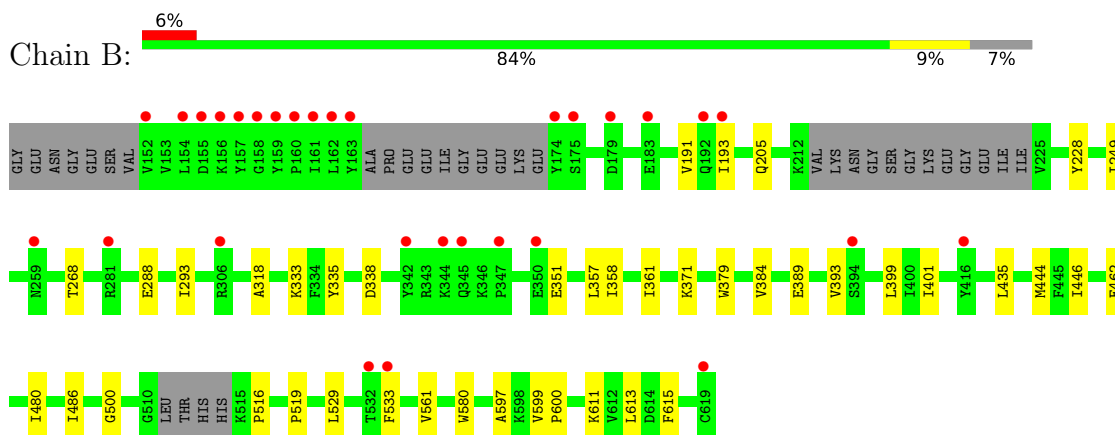 6%
Chain B:
84% 9% 7%
GLY GLU ASN GLY GLU SER VAL V152 V153 L154 D155 K156 Y157 G158 Y159 P160 I161 L162 Y163 ALA PRO GLU GLU ILE GLY GLU GLU LYS GLU Y174 S175 D179 E183 V191 Q192 I193 Q205 K212 VAL LYS ASN GLY SER GLY LYS GLU GLY GLU ILE ILE V225 Y228
N259 T268 R281 E288 I293 R306 A318 K333 F334 Y335 D338 Y342 R343 K344 Q345 K346 P347 E350 E351 L357 I358 I361 K371 W379 V384 E389 V393 S394 L399 I400 I401 Y416 L435 M444 F445 I446
I480 I486 G500 G510 LEU THR HIS HIS K515 P516 P519 L529 T532 F533 V561 W580 A597 K598 V599 P600 K611 V612 L613 D614 F615 C619